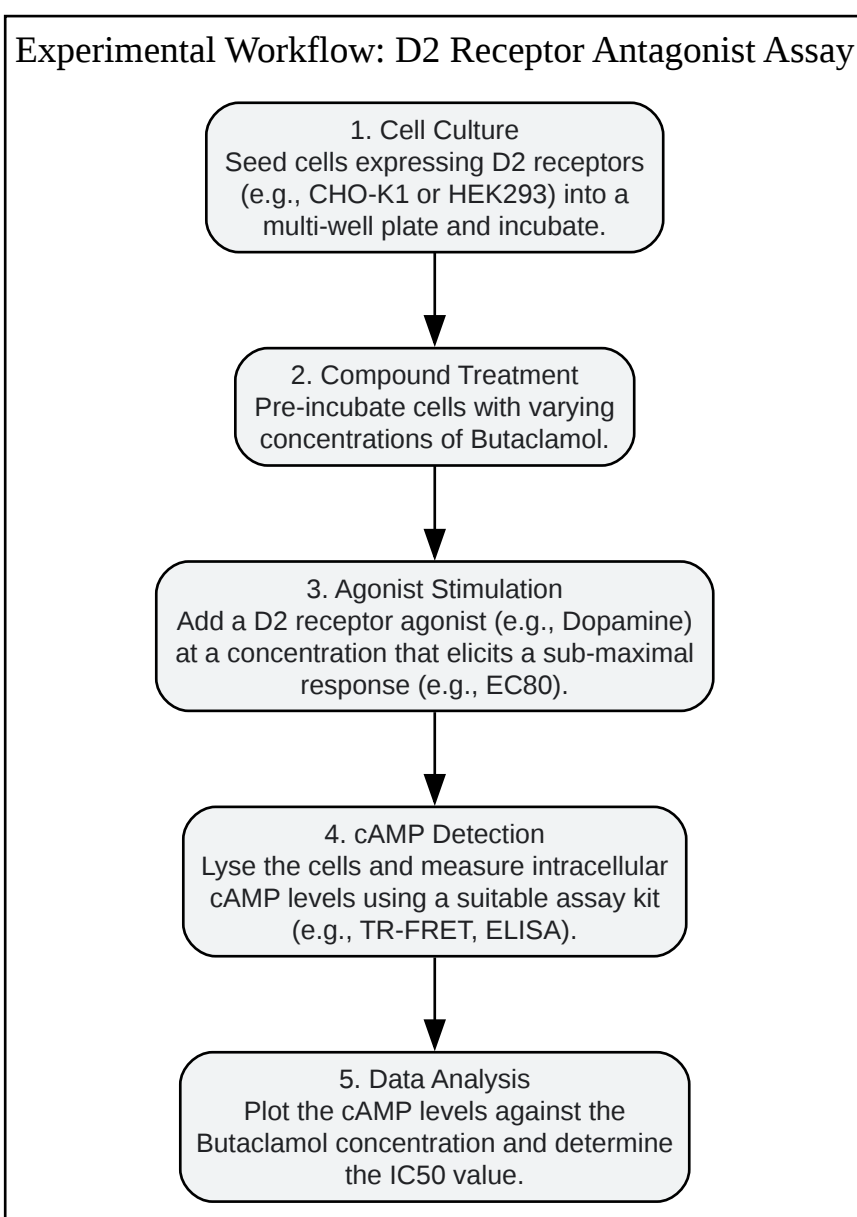 Experimental Workflow: D2 Receptor Antagonist Assay
1. Cell Culture
Seed cells expressing D2 receptors
(e.g., CHO-K1 or HEK293) into a
multi-well plate and incubate.
2. Compound Treatment
Pre-incubate cells with varying
concentrations of Butaclamol.
3. Agonist Stimulation
Add a D2 receptor agonist (e.g., Dopamine)
at a concentration that elicits a sub-maximal
response (e.g., EC80).
4. cAMP Detection
Lyse the cells and measure intracellular
cAMP levels using a suitable assay kit
(e.g., TR-FRET, ELISA).
5. Data Analysis
Plot the cAMP levels against the
Butaclamol concentration and determine
the IC50 value.